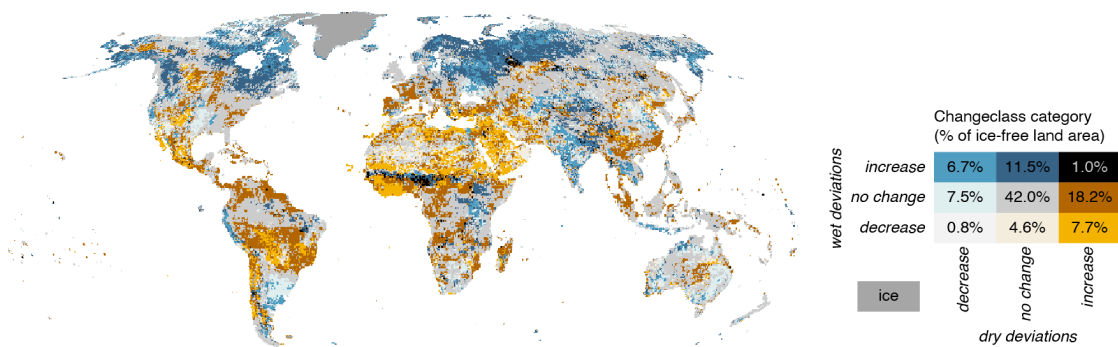 Changeclass category
(% of ice-free land area)
wet deviations
increase 6.7% 11.5% 1.0%
no change 7.5% 42.0% 18.2%
decrease 0.8% 4.6% 7.7%
decrease
no change
increase
ice
dry deviations